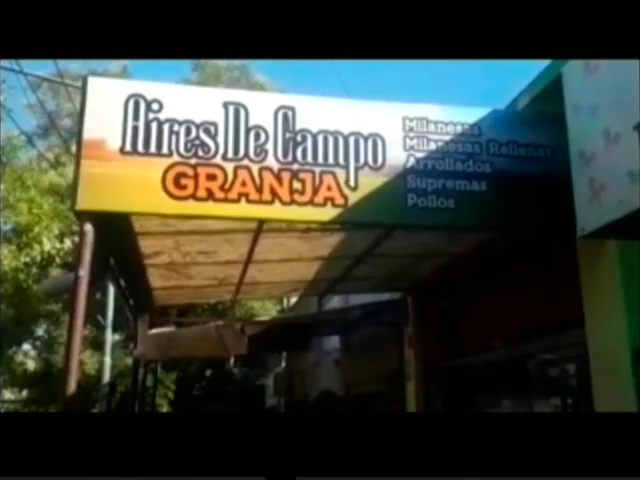 Aires De Campo
GRANJA
Milanesas
Milanesas Rellenas
Arrollados
Supremas
Pollos